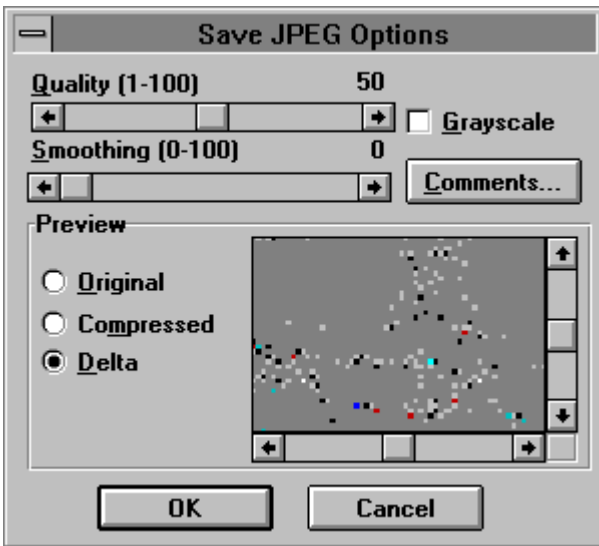 Save JPEG Options
Quality (1-100) 50
Grayscale
Smoothing (0-100) 0
Comments...
Preview
Original
Compressed
Delta
OK Cancel